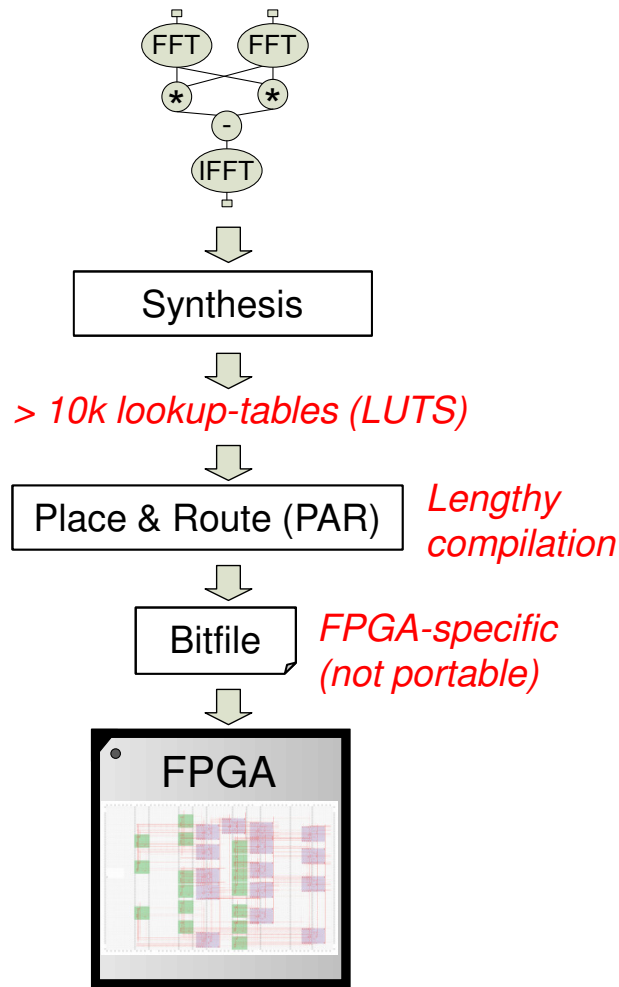 FFT FFT
* *
-
IFFT
Synthesis
> 10k lookup-tables (LUTS)
Place & Route (PAR)
Lengthy
compilation
Bitfile
FPGA-specific
(not portable)
FPGA